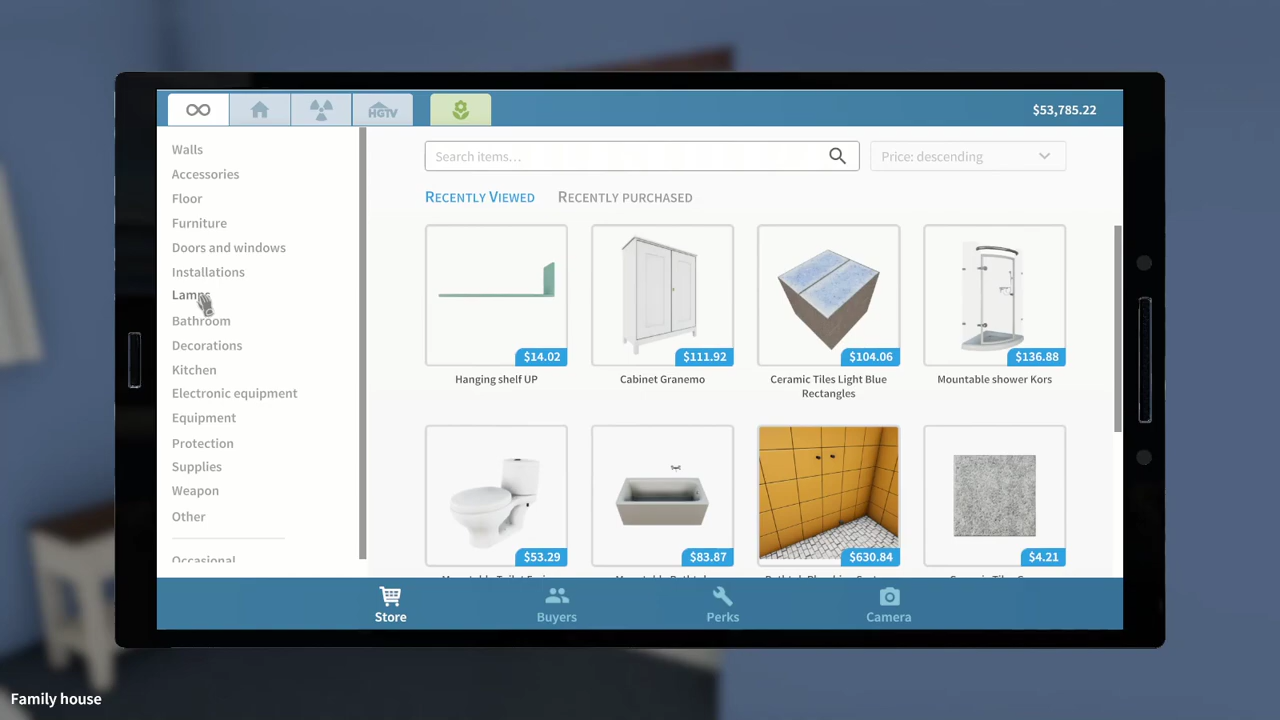 HGTV
$53,785.22
Walls
Accessories
Floor
Furniture
Doors and windows
Installations
Lamps
Bathroom
Decorations
Kitchen
Electronic equipment
Equipment
Protection
Supplies
Weapon
Other
Occasional
Search items...
Price: descending
RECENTLY VIEWED
RECENTLY PURCHASED
$14.02
Hanging shelf UP
$111.92
Cabinet Granemo
$104.06
Ceramic Tiles Light Blue
Rectangles
$136.88
Mountable shower Kors
$53.29
$83.87
$630.84
$4.21
Store
Buyers
Perks
Camera
Family house